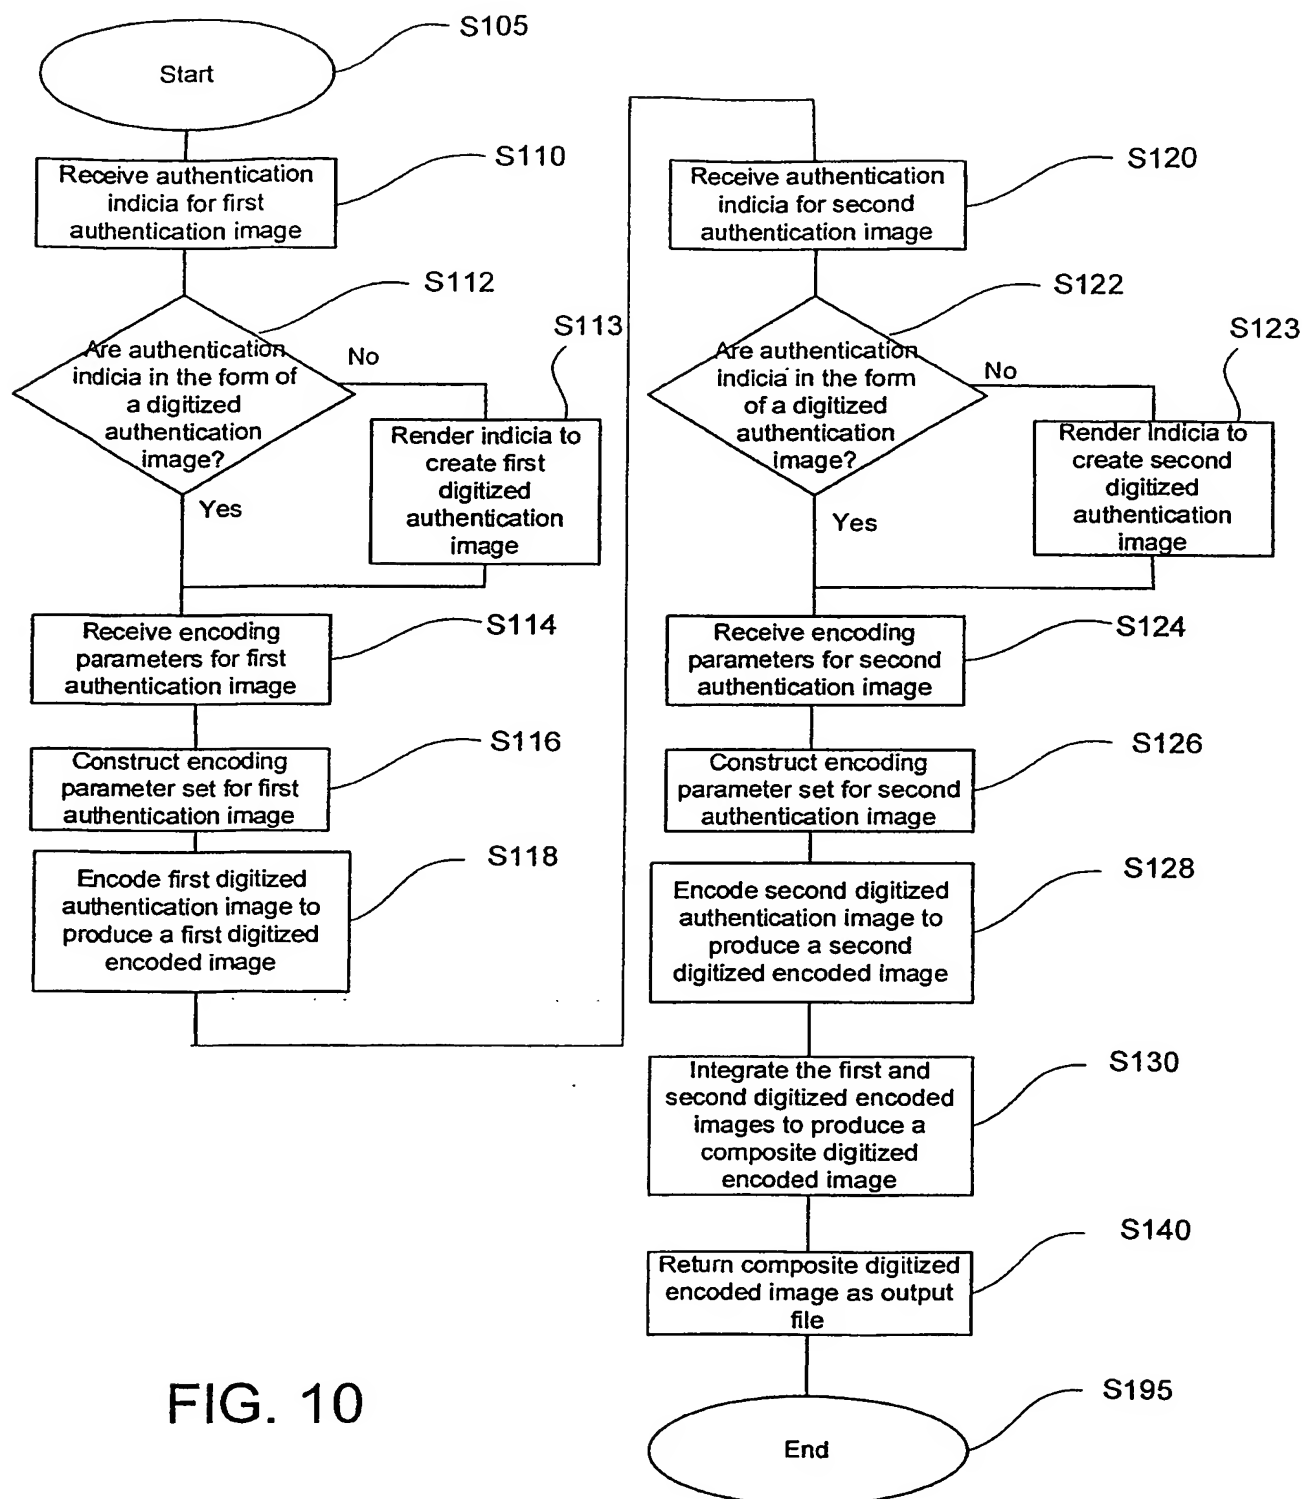 S105
Start
S110
Receive authentication
indicia for first
authentication image
S112
Are authentication
indicia in the form of
a digitized
authentication
image?
No
S113
Render indicia to
create first
digitized
authentication
image
Yes
S114
Receive encoding
parameters for first
authentication image
S116
Construct encoding
parameter set for first
authentication image
S118
Encode first digitized
authentication image to
produce a first digitized
encoded image
S120
Receive authentication
indicia for second
authentication image
S122
Are authentication
indicia in the form
of a digitized
authentication
image?
No
S123
Render indicia to
create second
digitized
authentication
image
Yes
S124
Receive encoding
parameters for second
authentication image
S126
Construct encoding
parameter set for second
authentication image
S128
Encode second digitized
authentication image to
produce a second
digitized encoded image
S130
Integrate the first and
second digitized encoded
images to produce a
composite digitized
encoded image
S140
Return composite digitized
encoded image as output
file
S195
End
FIG. 10